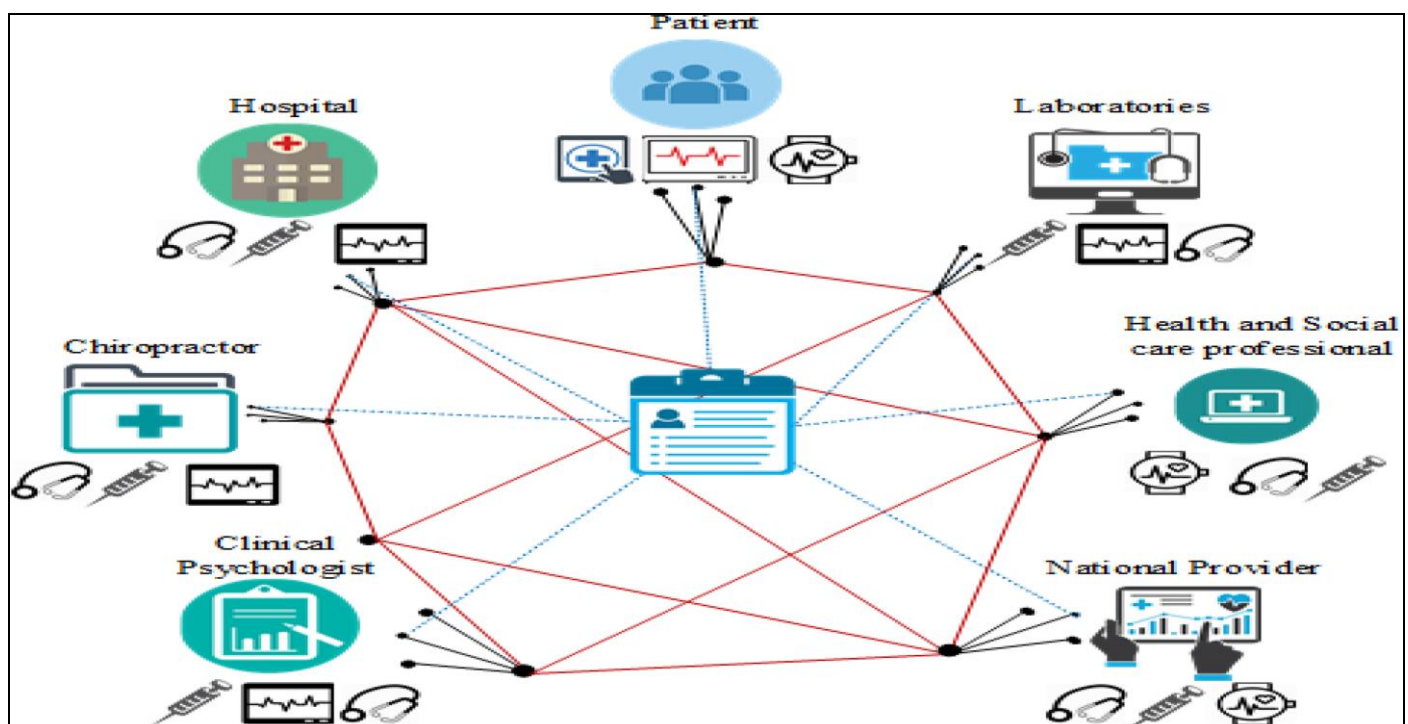 Patient
Hospital
Laboratories
Health and Social
care professional
Chiropractor
Clinical
Psychologist
National Provider